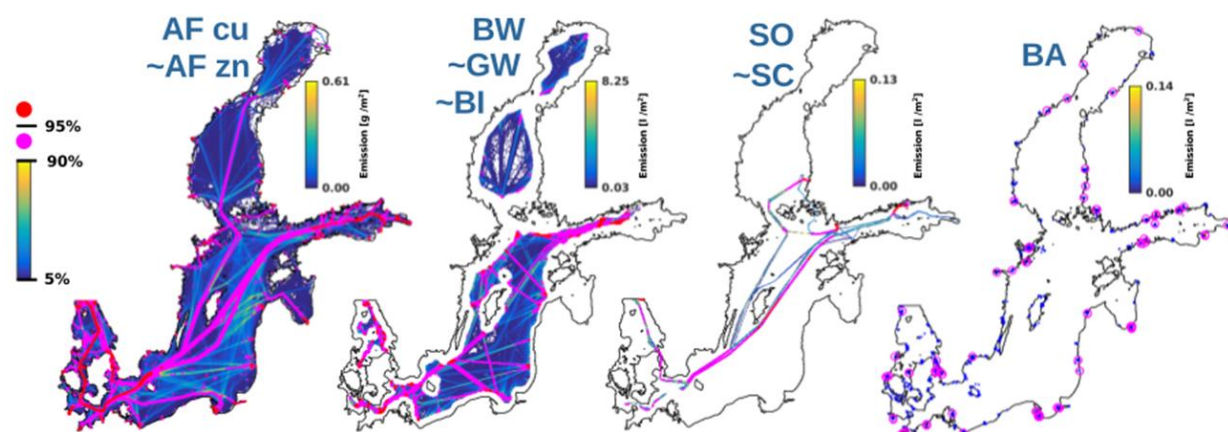 AF cu
~AF zn
0.61
Emission [g /m²]
0.00
95%
90%
5%
BW
~GW
~BI
8.25
Emission [l /m²]
0.03
SO
~SC
0.13
Emission [l /m²]
0.00
BA
0.14
Emission [l /m²]
0.00